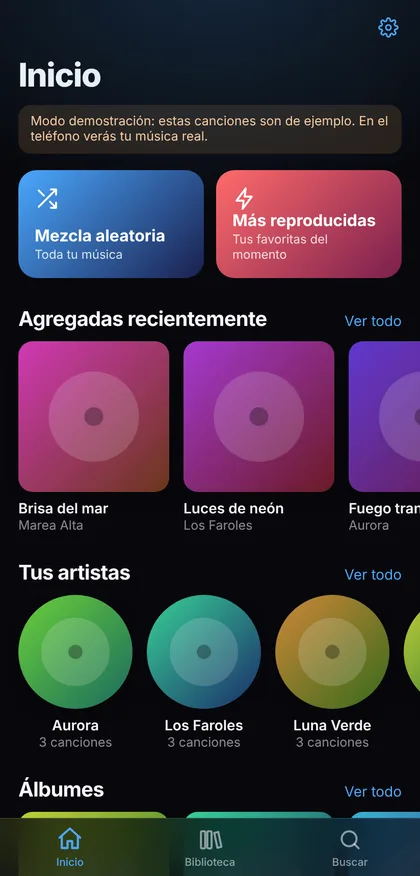 Inicio
Modo demostración: estas canciones son de ejemplo. En el
teléfono verás tu música real.
Mezcla aleatoria
Toda tu música
Más reproducidas
Tus favoritas del
momento
Agregadas recientemente
Ver todo
Brisa del mar
Marea Alta
Luces de neón
Los Faroles
Fuego tran
Aurora
Tus artistas
Ver todo
Aurora
3 canciones
Los Faroles
3 canciones
Luna Verde
3 canciones
Álbumes
Ver todo
Inicio
Biblioteca
Buscar